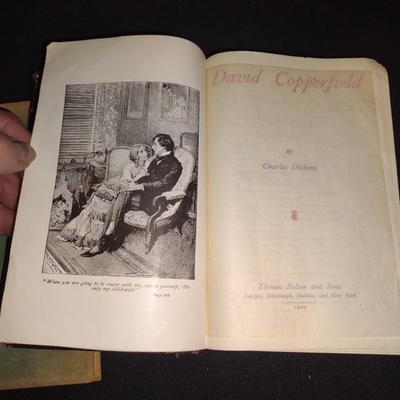 "When you are going to be angry with me, say to yourself, 'It's
only my child-wife.'"
David Copperfield
By
Charles Dickens
Thomas Nelson and Sons
London, Edinburgh, Dublin, and New York